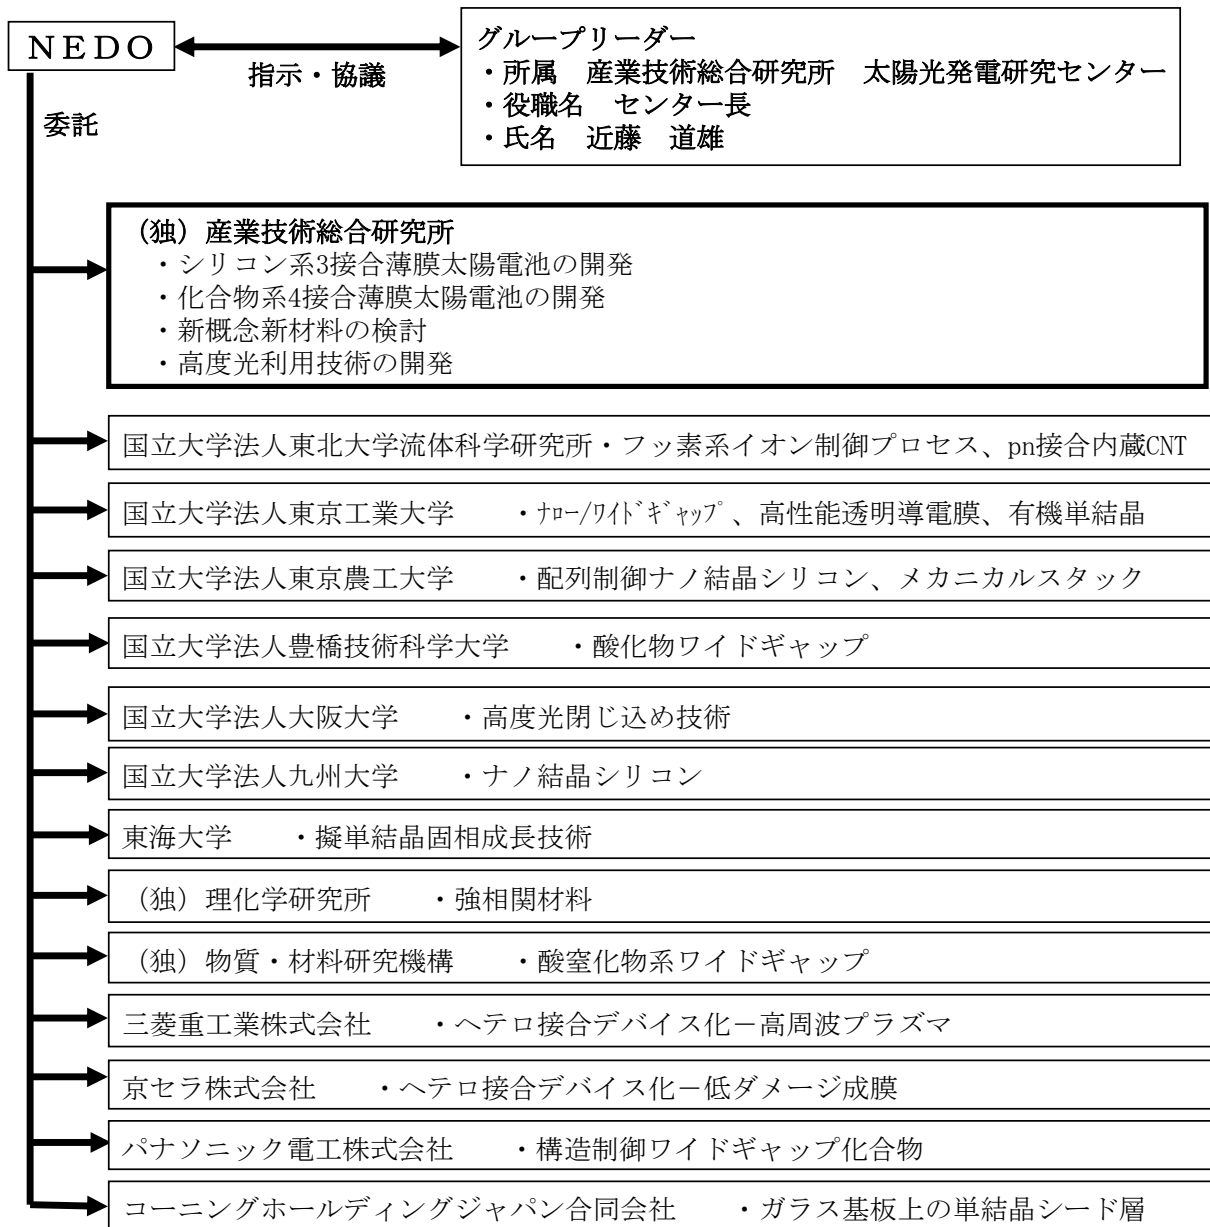 NEDO
指示・協議
委託
グループリーダー
・所属　産業技術総合研究所　太陽光発電研究センター
・役職名　センター長
・氏名　近藤　道雄
（独）産業技術総合研究所
・シリコン系3接合薄膜太陽電池の開発
・化合物系4接合薄膜太陽電池の開発
・新概念新材料の検討
・高度光利用技術の開発
国立大学法人東北大学流体科学研究所・フッ素系イオン制御プロセス、pn接合内蔵CNT
国立大学法人東京工業大学　　・ﾅﾛｰ/ﾜｲﾄﾞｷﾞｬｯﾌﾟ、高性能透明導電膜、有機単結晶
国立大学法人東京農工大学　　・配列制御ナノ結晶シリコン、メカニカルスタック
国立大学法人豊橋技術科学大学　　・酸化物ワイドギャップ
国立大学法人大阪大学　　・高度光閉じ込め技術
国立大学法人九州大学　　・ナノ結晶シリコン
東海大学　　・擬単結晶固相成長技術
（独）理化学研究所　　・強相関材料
（独）物質・材料研究機構　　・酸窒化物系ワイドギャップ
三菱重工業株式会社　　・ヘテロ接合デバイス化－高周波プラズマ
京セラ株式会社　　・ヘテロ接合デバイス化－低ダメージ成膜
パナソニック電工株式会社　　・構造制御ワイドギャップ化合物
コーニングホールディングジャパン合同会社　　・ガラス基板上の単結晶シード層